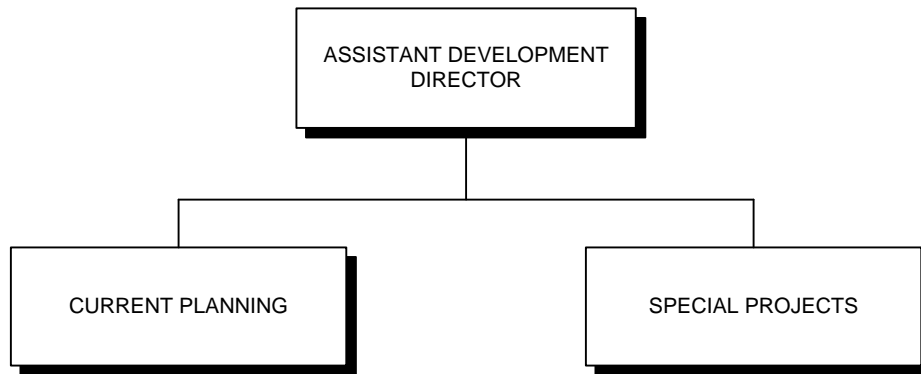 ASSISTANT DEVELOPMENT
DIRECTOR
CURRENT PLANNING
SPECIAL PROJECTS